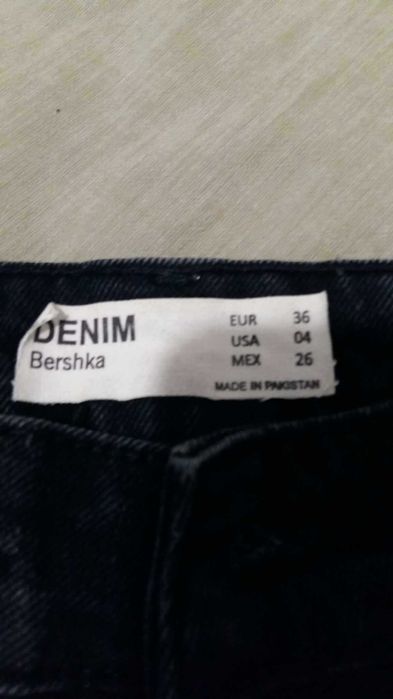 DENIM
Bershka
EUR 36
USA 04
MEX 26
MADE IN PAKISTAN